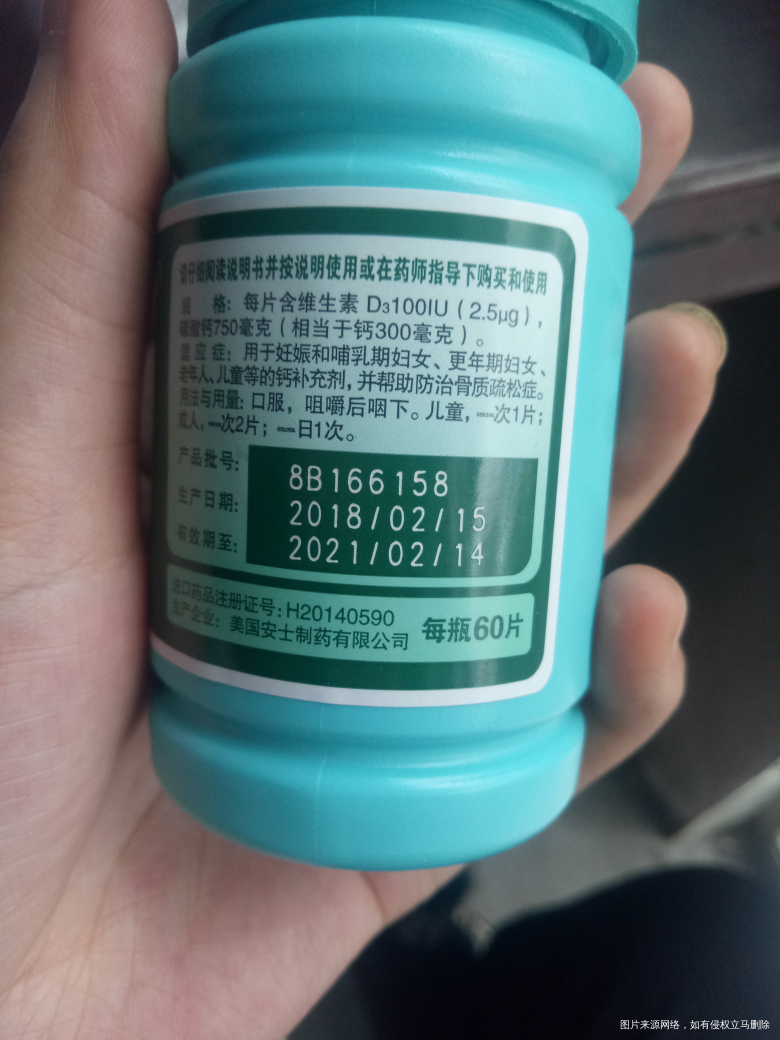 请仔细阅读说明书并按说明使用或在药师指导下购买和使用
规 格：每片含维生素 D₃100IU（2.5μg），
碳酸钙750毫克（相当于钙300毫克）。
适 应 症：用于妊娠和哺乳期妇女、更年期妇女、
老年人、儿童等的钙补充剂，并帮助防治骨质疏松症。
用法与用量：口服，咀嚼后咽下。儿童，一次1片；
成人，一次2片；一日1次。
产品批号：8B166158
生产日期：2018/02/15
有效期至：2021/02/14
进口药品注册证号：H20140590
生产企业：美国安士制药有限公司
每瓶60片
图片来源网络，如有侵权立马删除